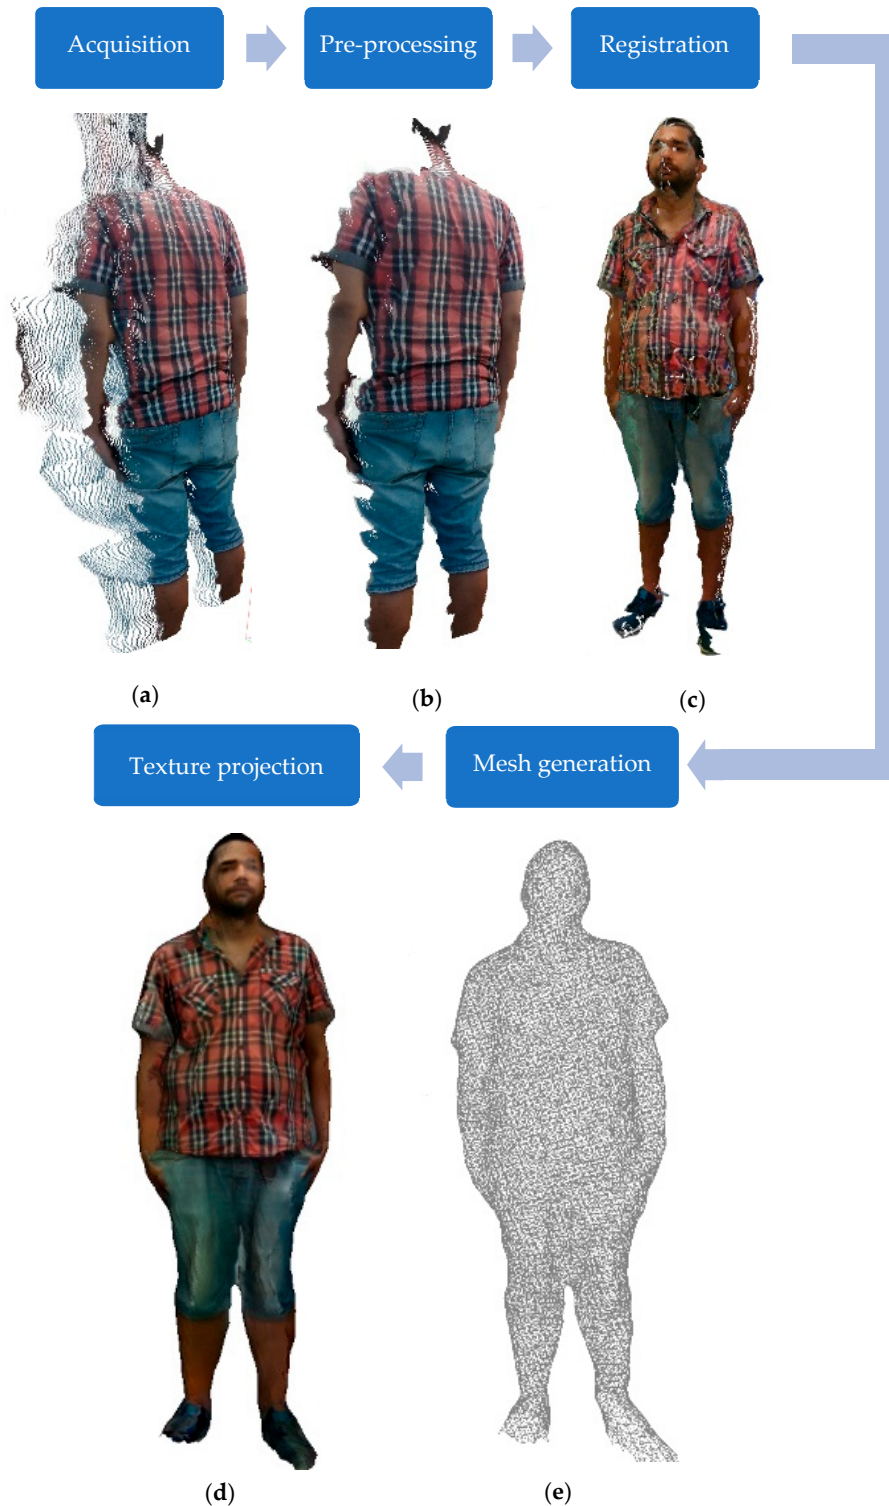 Acquisition
Pre-processing
Registration
(a)
(b)
(c)
Texture projection
Mesh generation
(d)
(e)